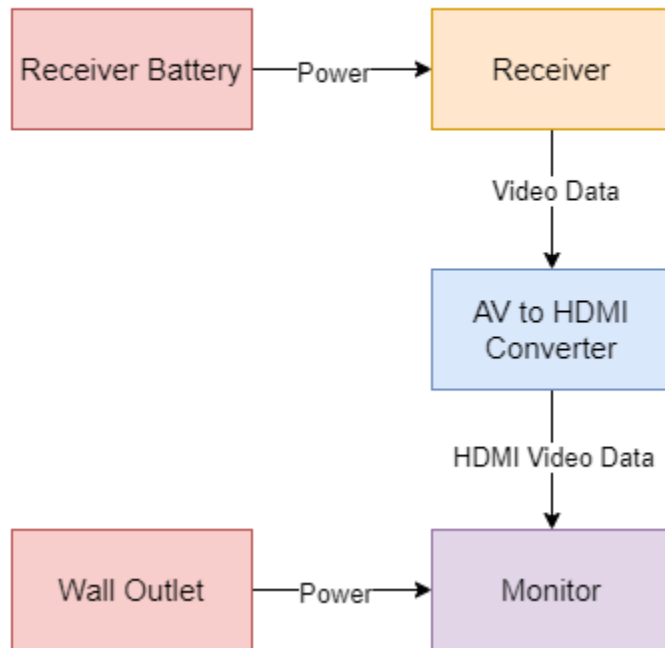 Receiver Battery
Power
Receiver
Video Data
AV to HDMI
Converter
HDMI Video Data
Wall Outlet
Power
Monitor